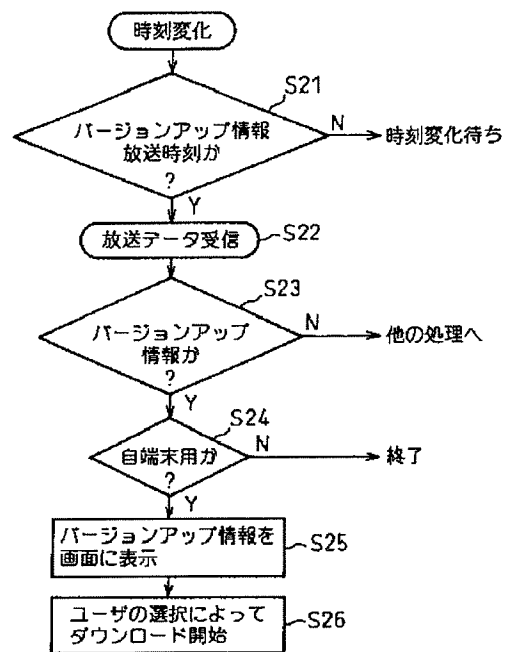 時刻変化
S21
バージョンアップ情報
放送時刻か
?
N
時刻変化待ち
Y
放送データ受信
S22
S23
バージョンアップ
情報か
?
N
他の処理へ
Y
S24
自端末用か
?
N
終了
Y
バージョンアップ情報を
画面に表示
S25
ユーザの選択によって
ダウンロード開始
S26